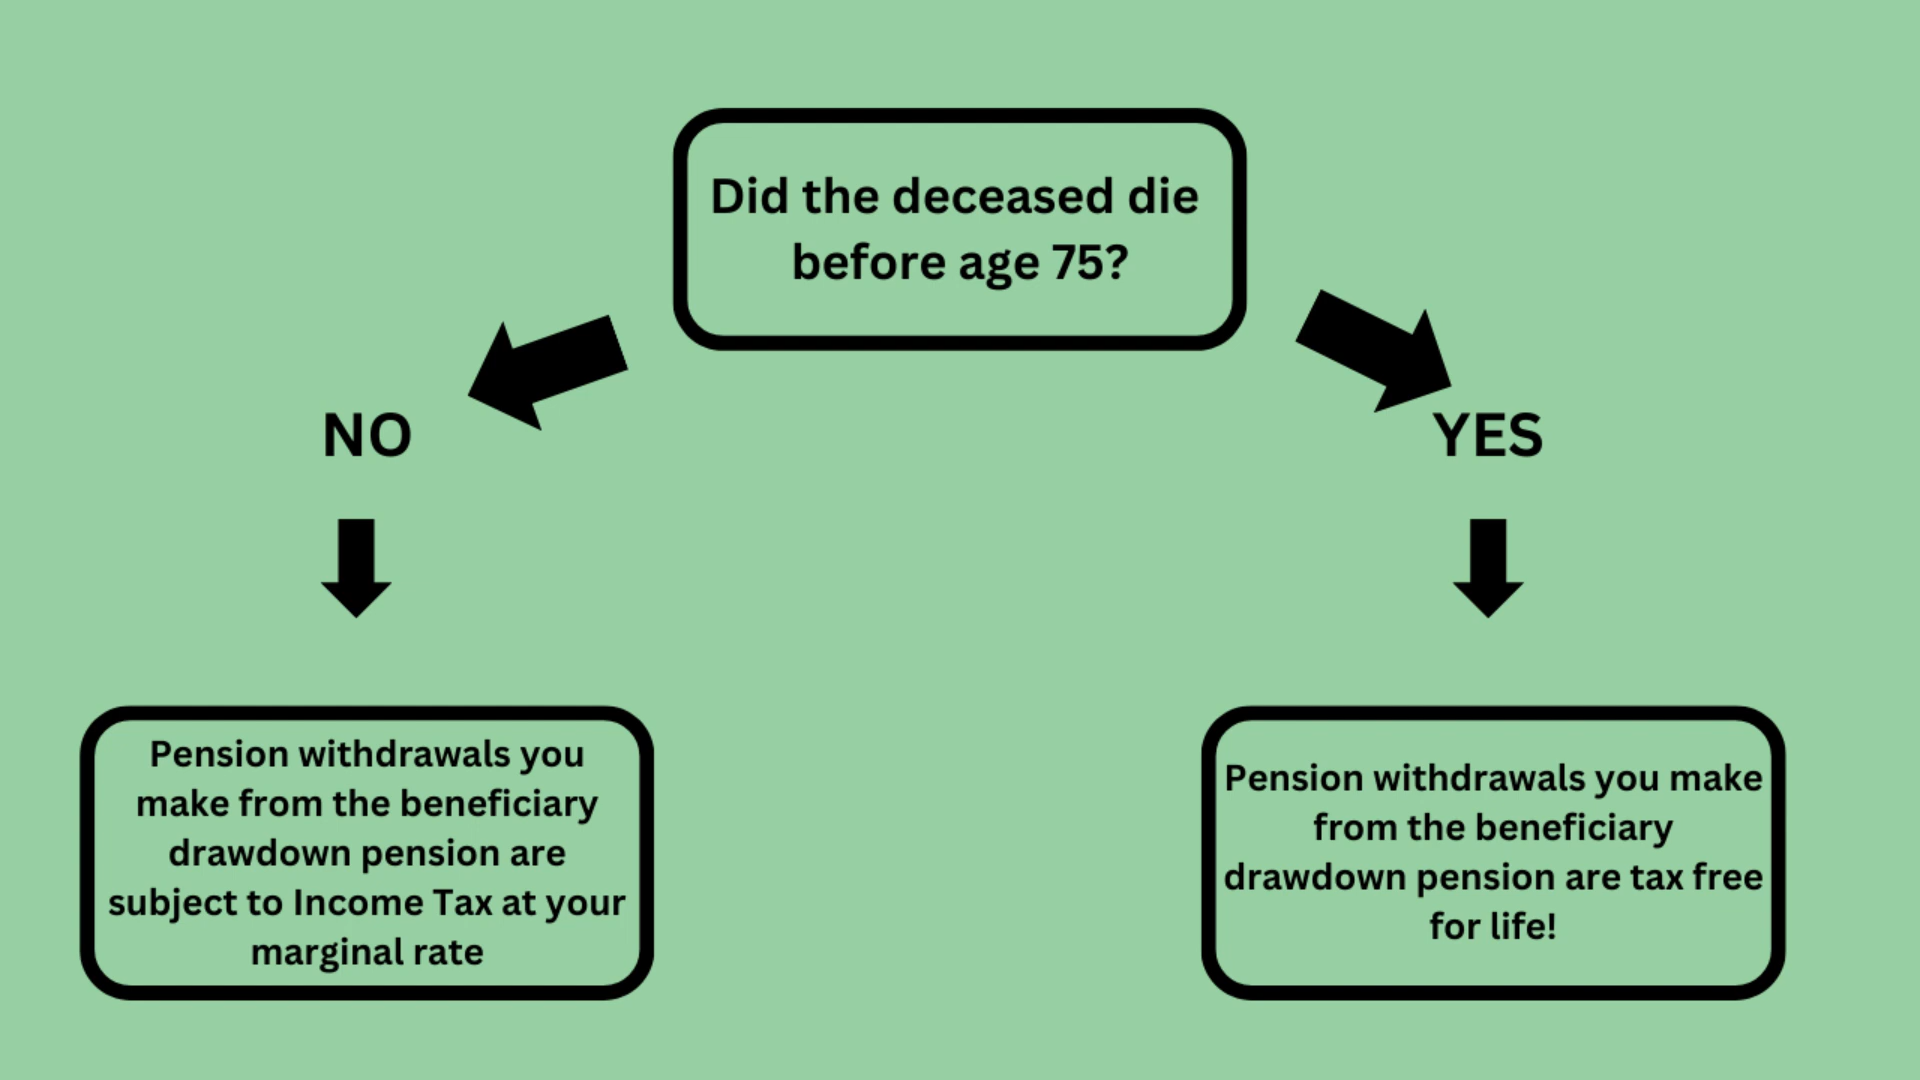 Did the deceased die
before age 75?
NO
YES
Pension withdrawals you
make from the beneficiary
drawdown pension are
subject to Income Tax at your
marginal rate
Pension withdrawals you make
from the beneficiary
drawdown pension are tax free
for life!